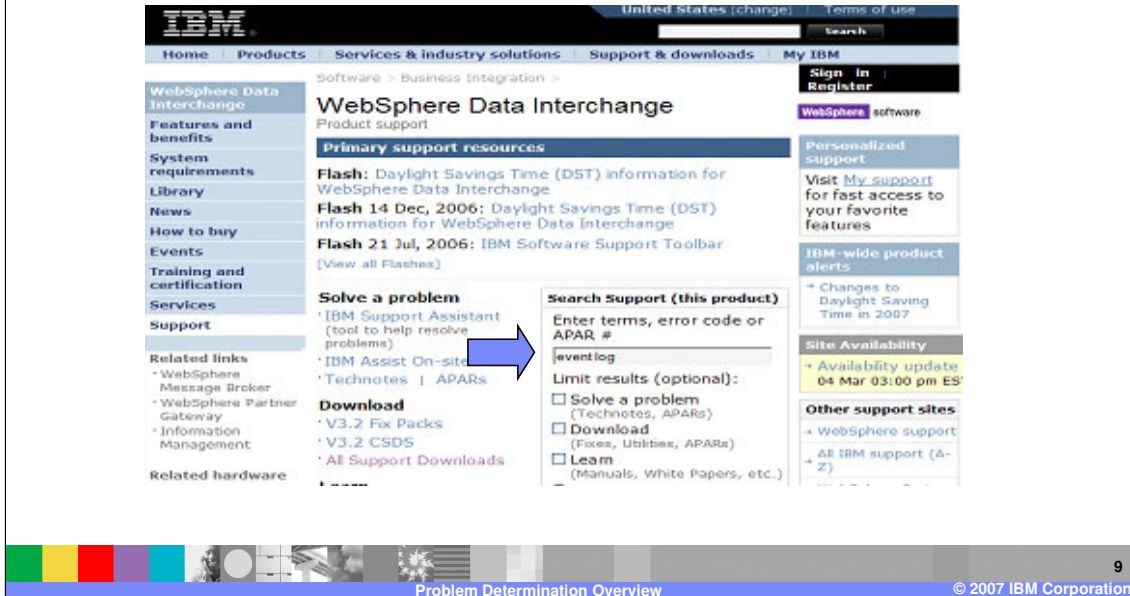 IBM.
United States [change] | Terms of use
Search
Home | Products | Services & industry solutions | Support & downloads | My IBM
Sign in | Register
WebSphere Data Interchange
Features and benefits
System requirements
Library
News
How to buy
Events
Training and certification
Services
Support
Related links
· WebSphere Message Broker
· WebSphere Partner Gateway
· Information Management
Related hardware
Software > Business Integration >
WebSphere Data Interchange
Product support
Primary support resources
Flash: Daylight Savings Time (DST) information for
WebSphere Data Interchange
Flash 14 Dec, 2006: Daylight Savings Time (DST)
information for WebSphere Data Interchange
Flash 21 Jul, 2006: IBM Software Support Toolbar
[View all Flashes]
Solve a problem
· IBM Support Assistant
(tool to help resolve
problems)
· IBM Assist On-site
· Technotes | APARs
Download
· V3.2 Fix Packs
· V3.2 CSDS
· All Support Downloads
Search Support (this product)
Enter terms, error code or
APAR #
eventlog
Limit results (optional):
Solve a problem
(Technotes, APARs)
Download
(Fixes, Utilities, APARs)
Learn
(Manuals, White Papers, etc.)
WebSphere software
Personalized
support
Visit My support
for fast access to
your favorite
features
IBM-wide product
alerts
Changes to
Daylight Saving
Time in 2007
Site Availability
Availability update
04 Mar 03:00 pm ES
Other support sites
WebSphere support
All IBM support (A-
Z)
9
Problem Determination Overview
© 2007 IBM Corporation